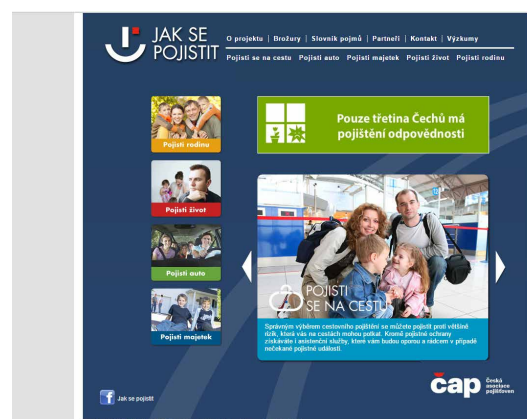 JAK SE
POJISTIT
O projektu | Brožury | Slovník pojmů | Partneři | Kontakt | Výzkumy
Pojisti se na cestu Pojisti auto Pojisti majetek Pojisti život Pojisti rodinu
Pojisti rodinu
Pouze třetina Čechů má
pojištění odpovědnosti
Pojisti život
Pojisti auto
Pojisti majetek
POJISTI
SE NA CESTU
Správným výběrem cestovního pojištění se můžete pojistit proti většině
rizik, která vás na cestách mohou potkat. Kromě pojistné ochrany
získáváte i asistenční služby, které vám budou oporou a rádcem v případě
nečekané pojistné události.
Jak se pojistit
čap
Česká
asociace
pojišťoven